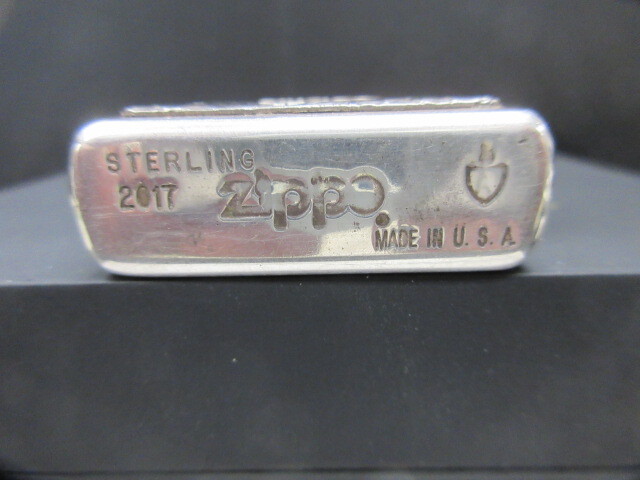 STERLING
2017
Zippo
MADE IN U.S.A